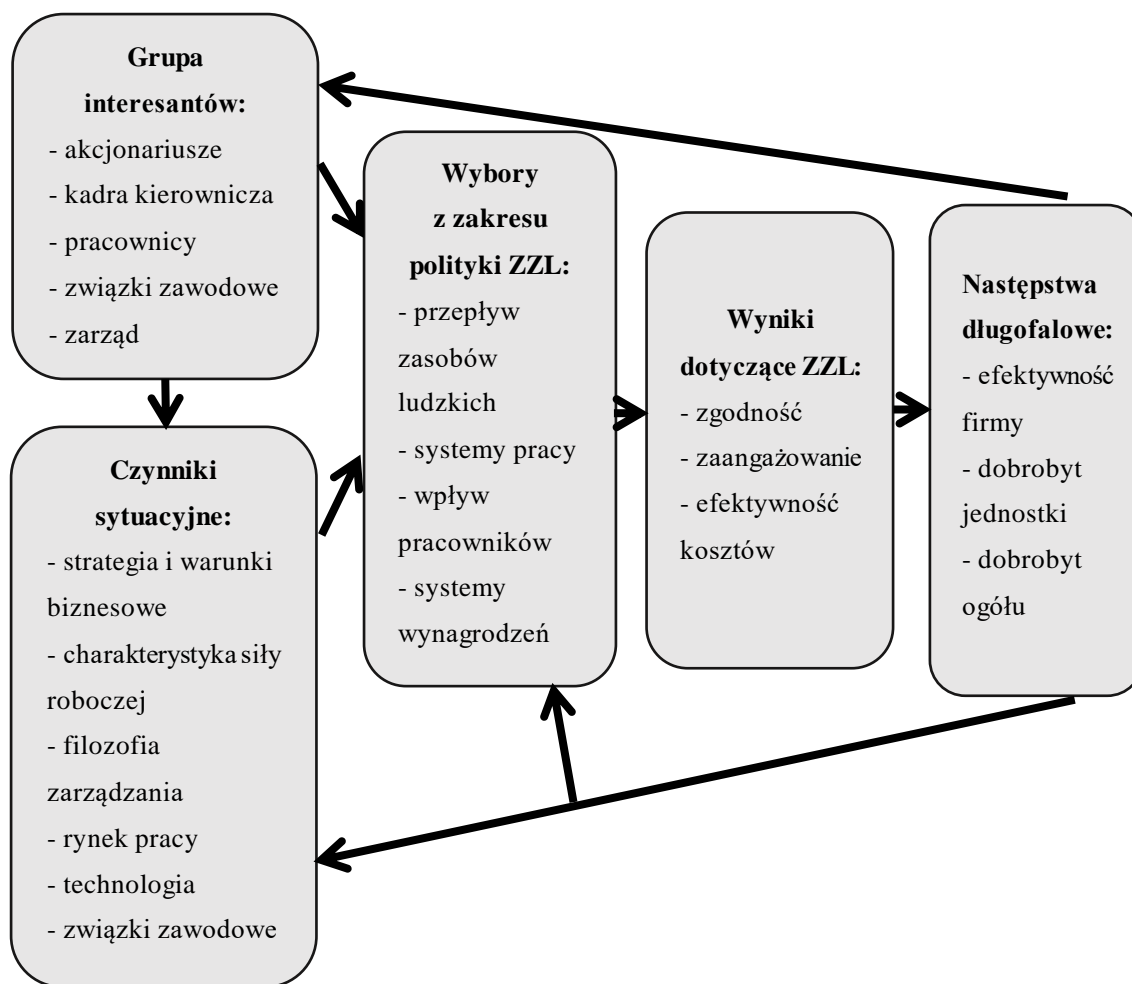 Grupa
interesantów:
- akcjonariusze
- kadra kierownicza
- pracownicy
- związki zawodowe
- zarząd
Czynniki
sytuacyjne:
- strategia i warunki
biznesowe
- charakterystyka siły
roboczej
- filozofia
zarządzania
- rynek pracy
- technologia
- związki zawodowe
Wybory
z zakresu
polityki ZZL:
- przepływ
zasobów
ludzkich
- systemy pracy
- wpływ
pracowników
- systemy
wynagrodzeń
Wyniki
dotyczące ZZL:
- zgodność
- zaangażowanie
- efektywność
kosztów
Następstwa
długofalowe:
- efektywność
firmy
- dobrobyt
jednostki
- dobrobyt
ogółu